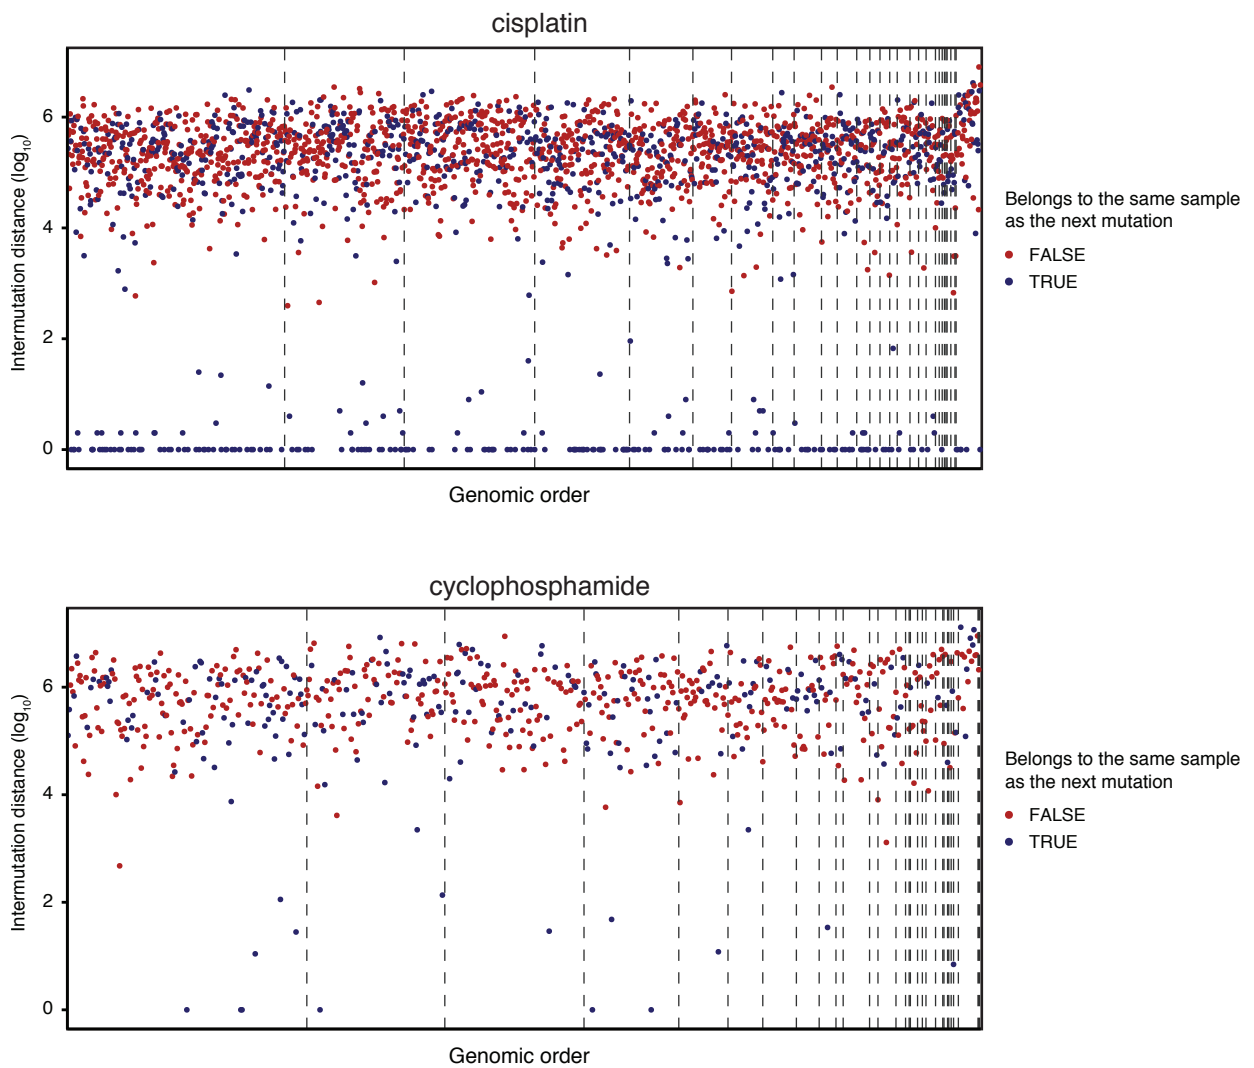 cisplatin
6
4
2
0
Intermutation distance (log10)
Genomic order
Belongs to the same sample
as the next mutation
FALSE
TRUE
cyclophosphamide
6
4
2
0
Intermutation distance (log10)
Genomic order
Belongs to the same sample
as the next mutation
FALSE
TRUE